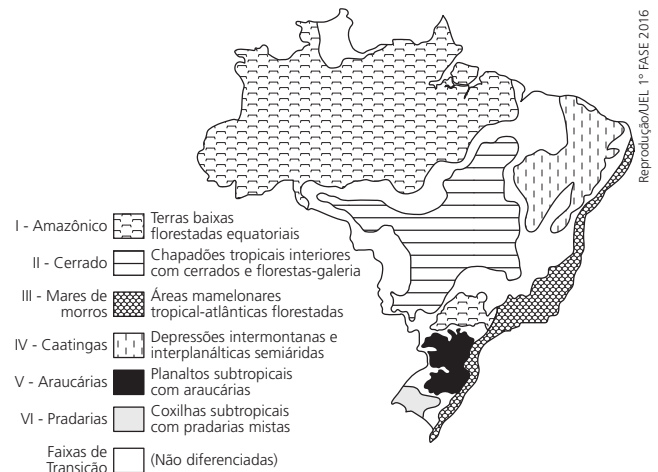 Reprodução/UEL 1° FASE 2016
I - Amazônico
Terras baixas
florestadas equatoriais
II - Cerrado
Chapadões tropicais interiores
com cerrados e florestas-galeria
III - Mares de
morros
Áreas mamelonares
tropical-atlânticas florestadas
IV - Caatingas
Depressões intermontanas e
interplanálticas semiáridas
V - Araucárias
Planaltos subtropicais
com araucárias
VI - Pradarias
Coxilhas subtropicais
com pradarias mistas
Faixas de
Transição
(Não diferenciadas)